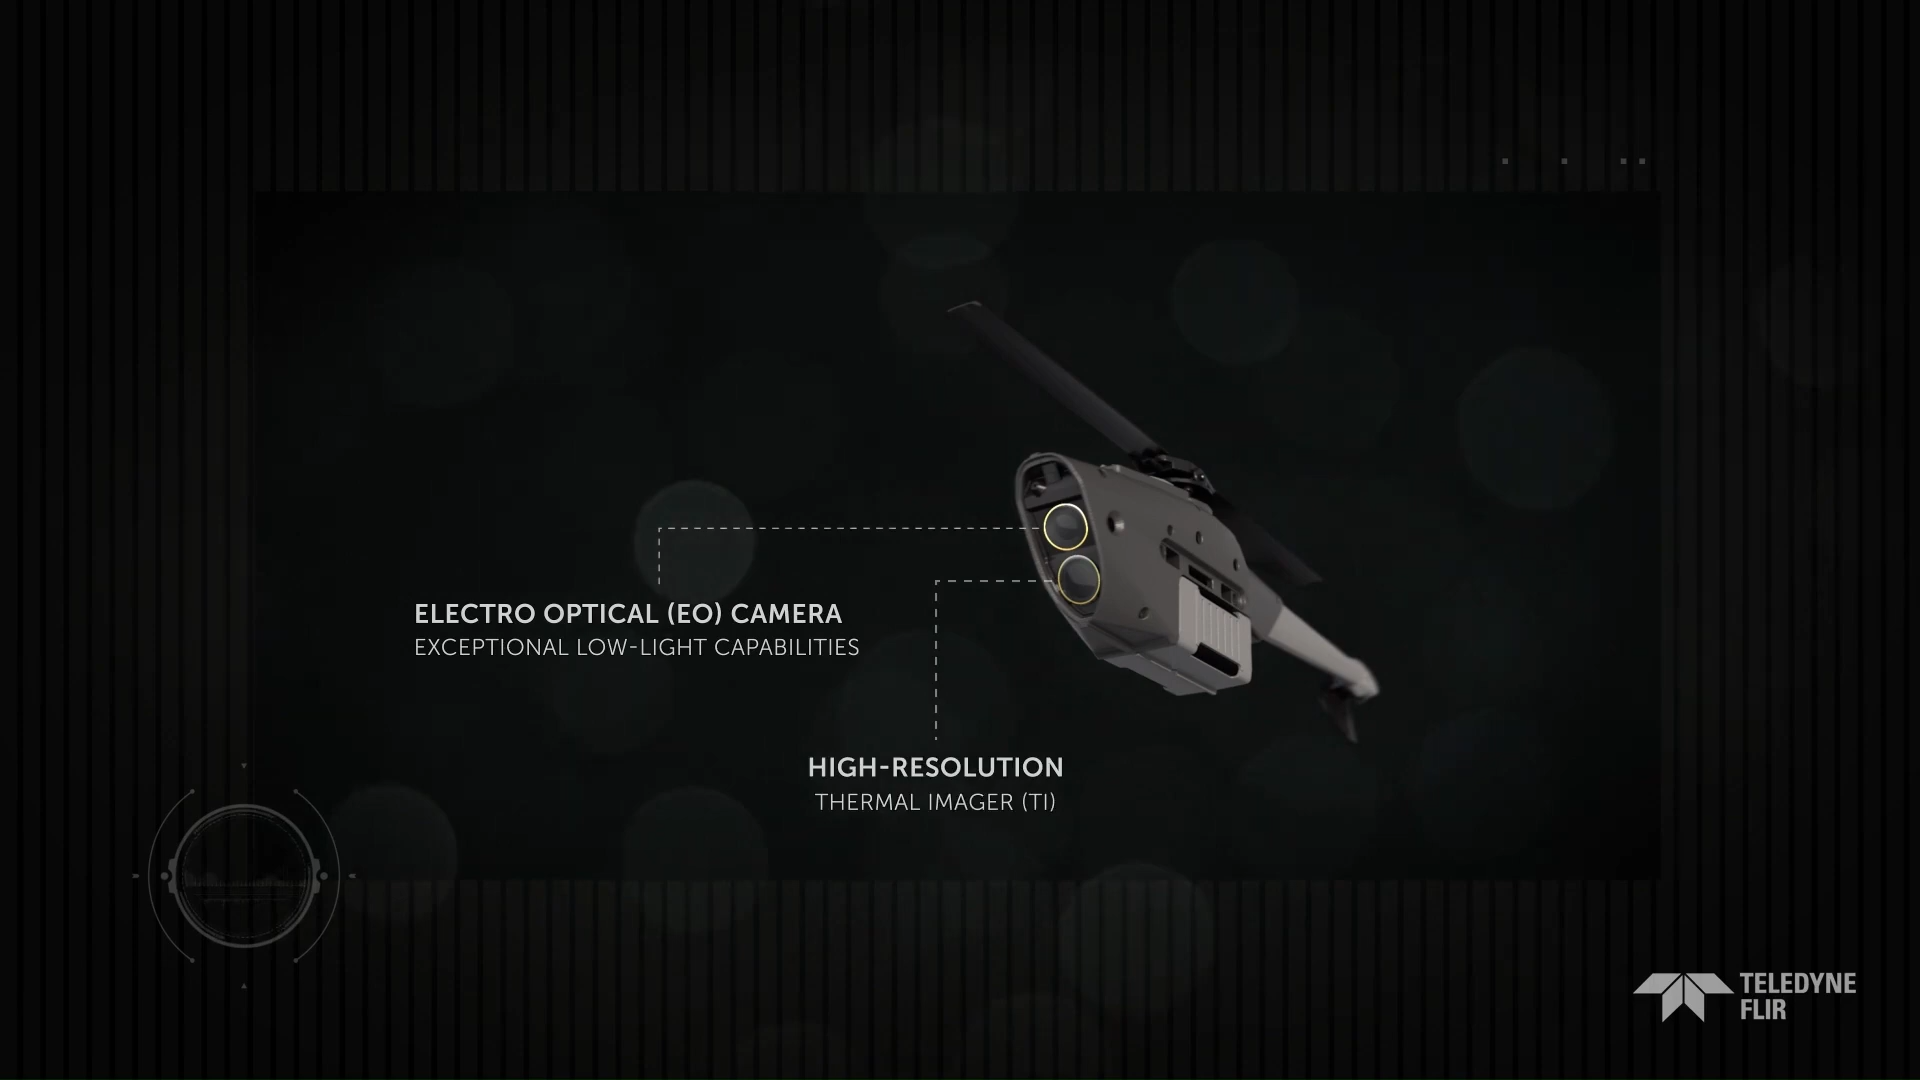 ELECTRO OPTICAL (EO) CAMERA
EXCEPTIONAL LOW-LIGHT CAPABILITIES
HIGH-RESOLUTION
THERMAL IMAGER (TI)
TELEDYNE
FLIR